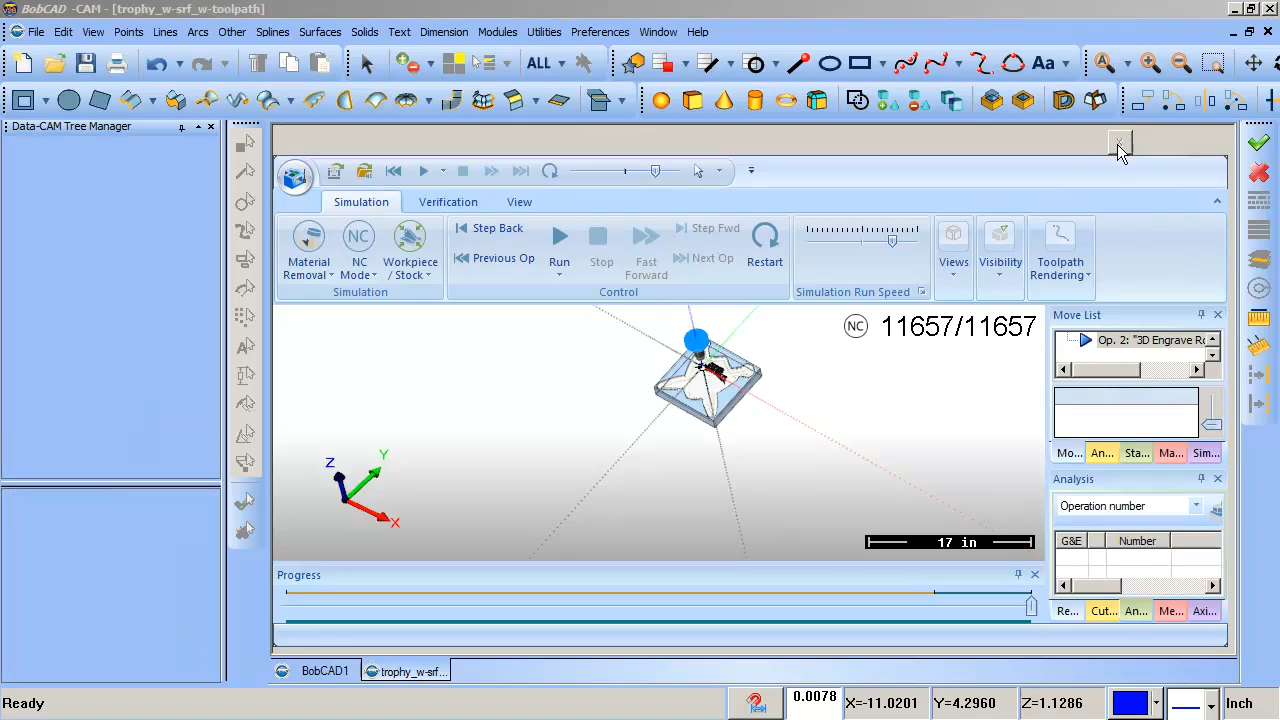 BobCAD -CAM - [trophy_w-srf_w-toolpath]
File Edit View Points Lines Arcs Other Splines Surfaces Solids Text Dimension Modules Utilities Preferences Window Help
ALL
Aa
Data-CAM Tree Manager
Simulation Verification View
Step Back
Step Fwd
Previous Op
Next Op
Material Removal
NC
NC Mode
Workpiece / Stock
Run
Stop
Fast Forward
Restart
Views
Visibility
Toolpath Rendering
Simulation
Control
Simulation Run Speed
NC 11657/11657
Move List
Op. 2: "3D Engrave Ro
Mo... An... Sta... Ma... Sim...
Analysis
Operation number
G&E Number
Re... Cut... An... Me... Axi...
Z
Y
X
17 in
Progress
BobCAD1
trophy_w-srf...
Ready
0.0078
X=-11.0201
Y=4.2960
Z=1.1286
Inch